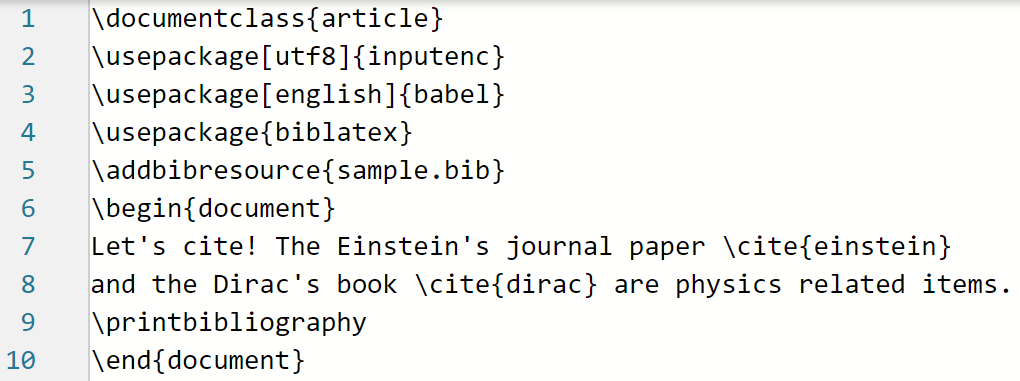 1 \documentclass{article}
2 \usepackage[utf8]{inputenc}
3 \usepackage[english]{babel}
4 \usepackage{biblatex}
5 \addbibresource{sample.bib}
6 \begin{document}
7 Let's cite! The Einstein's journal paper \cite{einstein}
8 and the Dirac's book \cite{dirac} are physics related items.
9 \printbibliography
10 \end{document}